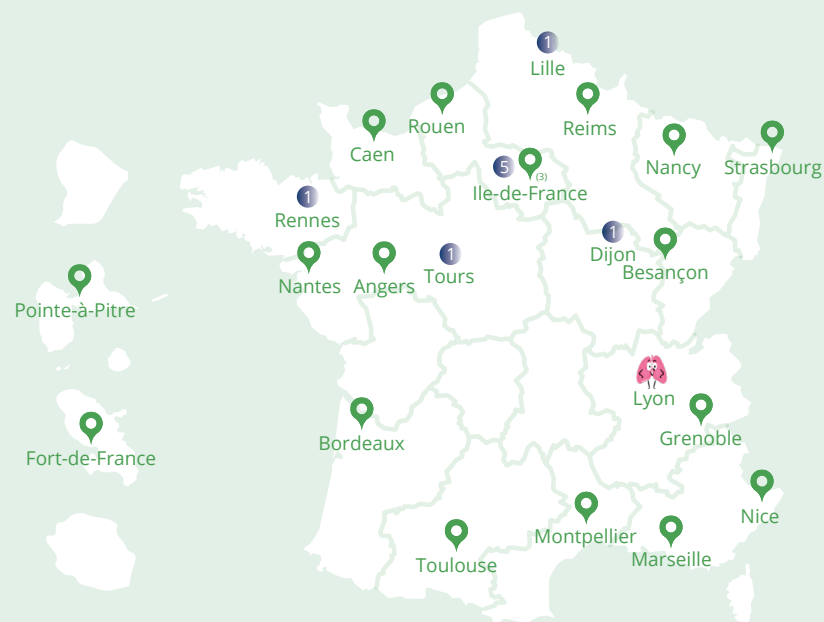 1
Lille
Rouen
Reims
Caen
Nancy
Strasbourg
5
(3)
Ile-de-France
1
Rennes
1
Dijon
Besançon
Nantes
Angers
1
Tours
Pointe-à-Pitre
Lyon
Grenoble
Bordeaux
Fort-de-France
Nice
Montpellier
Marseille
Toulouse